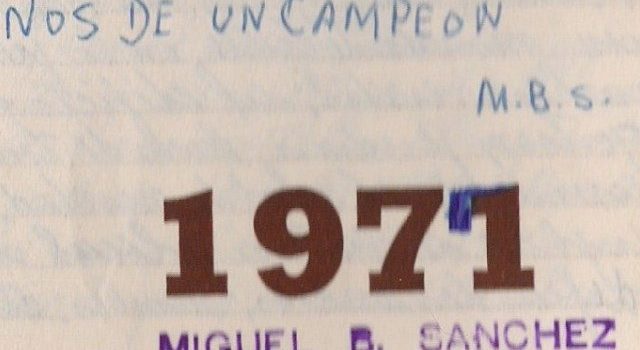 NOS DE UN CAMPEON
M.B.S.
1971
MIGUEL B. SANCHEZ